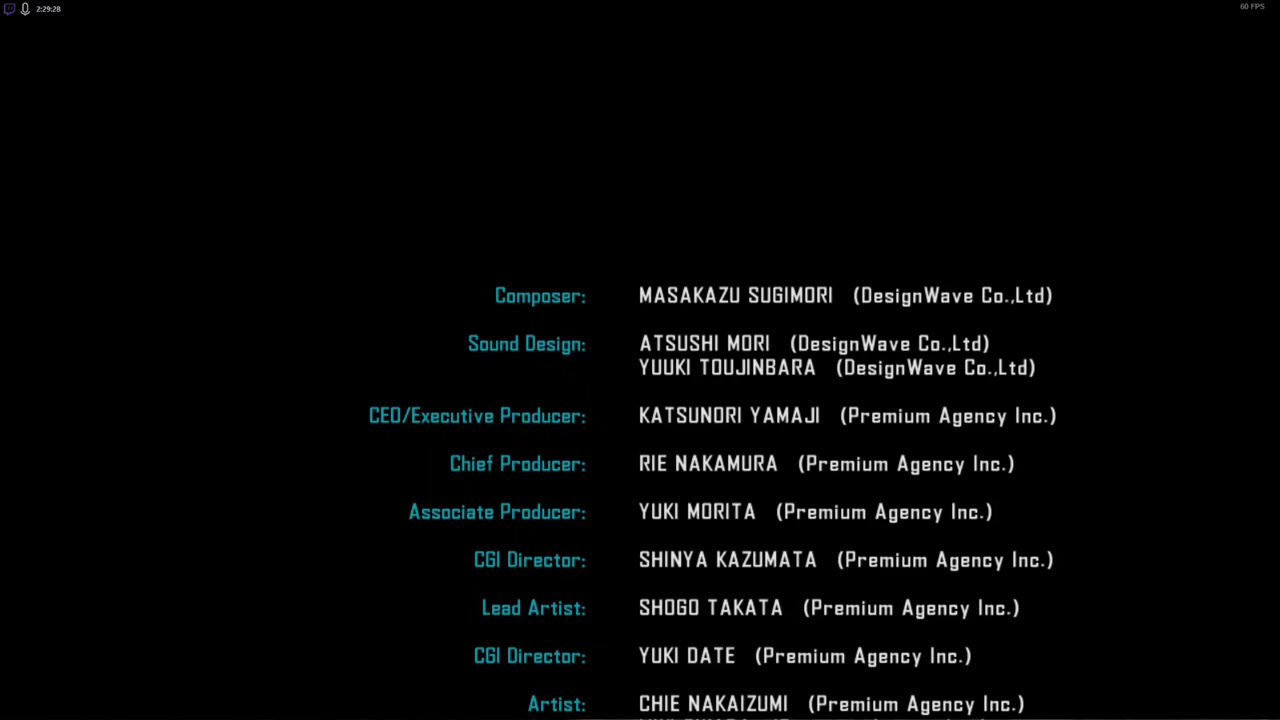 2:29:28
60 FPS
Composer: MASAKAZU SUGIMORI (DesignWave Co.,Ltd)
Sound Design: ATSUSHI MORI (DesignWave Co.,Ltd)
YUUKI TOUJINBARA (DesignWave Co.,Ltd)
CEO/Executive Producer: KATSUNORI YAMAJI (Premium Agency Inc.)
Chief Producer: RIE NAKAMURA (Premium Agency Inc.)
Associate Producer: YUKI MORITA (Premium Agency Inc.)
CGI Director: SHINYA KAZUMATA (Premium Agency Inc.)
Lead Artist: SHOGO TAKATA (Premium Agency Inc.)
CGI Director: YUKI DATE (Premium Agency Inc.)
Artist: CHIE NAKAIZUMI (Premium Agency Inc.)